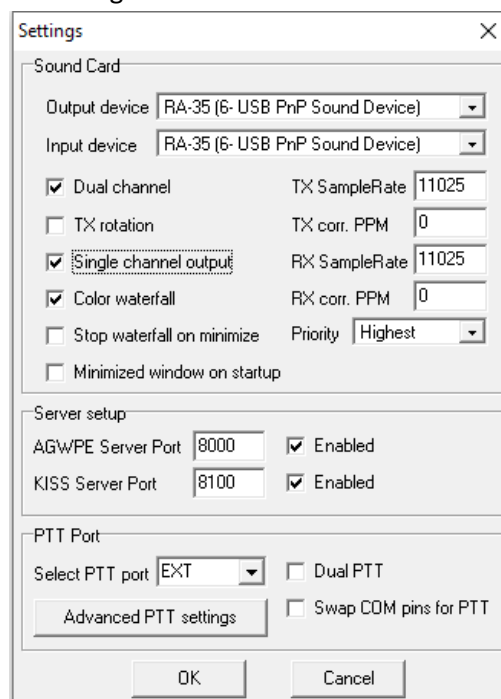 Settings
Sound Card
Output device RA-35 (6- USB PnP Sound Device)
Input device RA-35 (6- USB PnP Sound Device)
Dual channel TX SampleRate 11025
TX rotation TX corr. PPM 0
Single channel output RX SampleRate 11025
Color waterfall RX corr. PPM 0
Stop waterfall on minimize Priority Highest
Minimized window on startup
Server setup
AGWPE Server Port 8000 Enabled
KISS Server Port 8100 Enabled
PTT Port
Select PTT port EXT Dual PTT
Advanced PTT settings Swap COM pins for PTT
OK Cancel